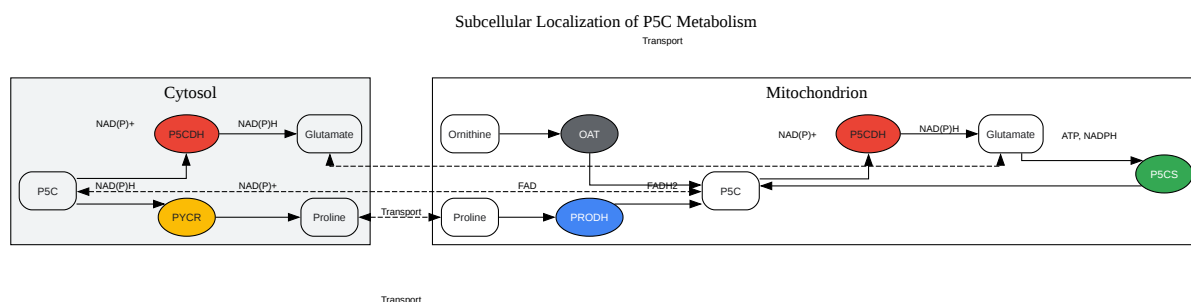 Subcellular Localization of P5C Metabolism
Transport
Cytosol
Mitochondrion
NAD(P)+
P5CDH
NAD(P)H
Glutamate
Ornithine
OAT
NAD(P)+
P5CDH
NAD(P)H
Glutamate
ATP, NADPH
P5C
NAD(P)H
NAD(P)+
FAD
FADH2
P5C
P5CS
PYCR
Proline
Transport
Proline
PRODH
Transport